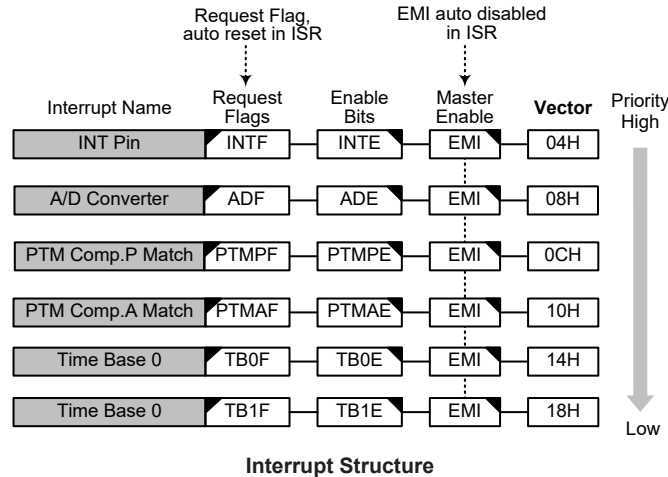 Request Flag,
auto reset in ISR
EMI auto disabled
in ISR
Interrupt Name
Request
Flags
Enable
Bits
Master
Enable
Vector
Priority
High
INT Pin INTF INTE EMI 04H
A/D Converter ADF ADE EMI 08H
PTM Comp.P Match PTMPF PTMPE EMI 0CH
PTM Comp.A Match PTMAF PTMAE EMI 10H
Time Base 0 TB0F TB0E EMI 14H
Time Base 0 TB1F TB1E EMI 18H
Low
Interrupt Structure